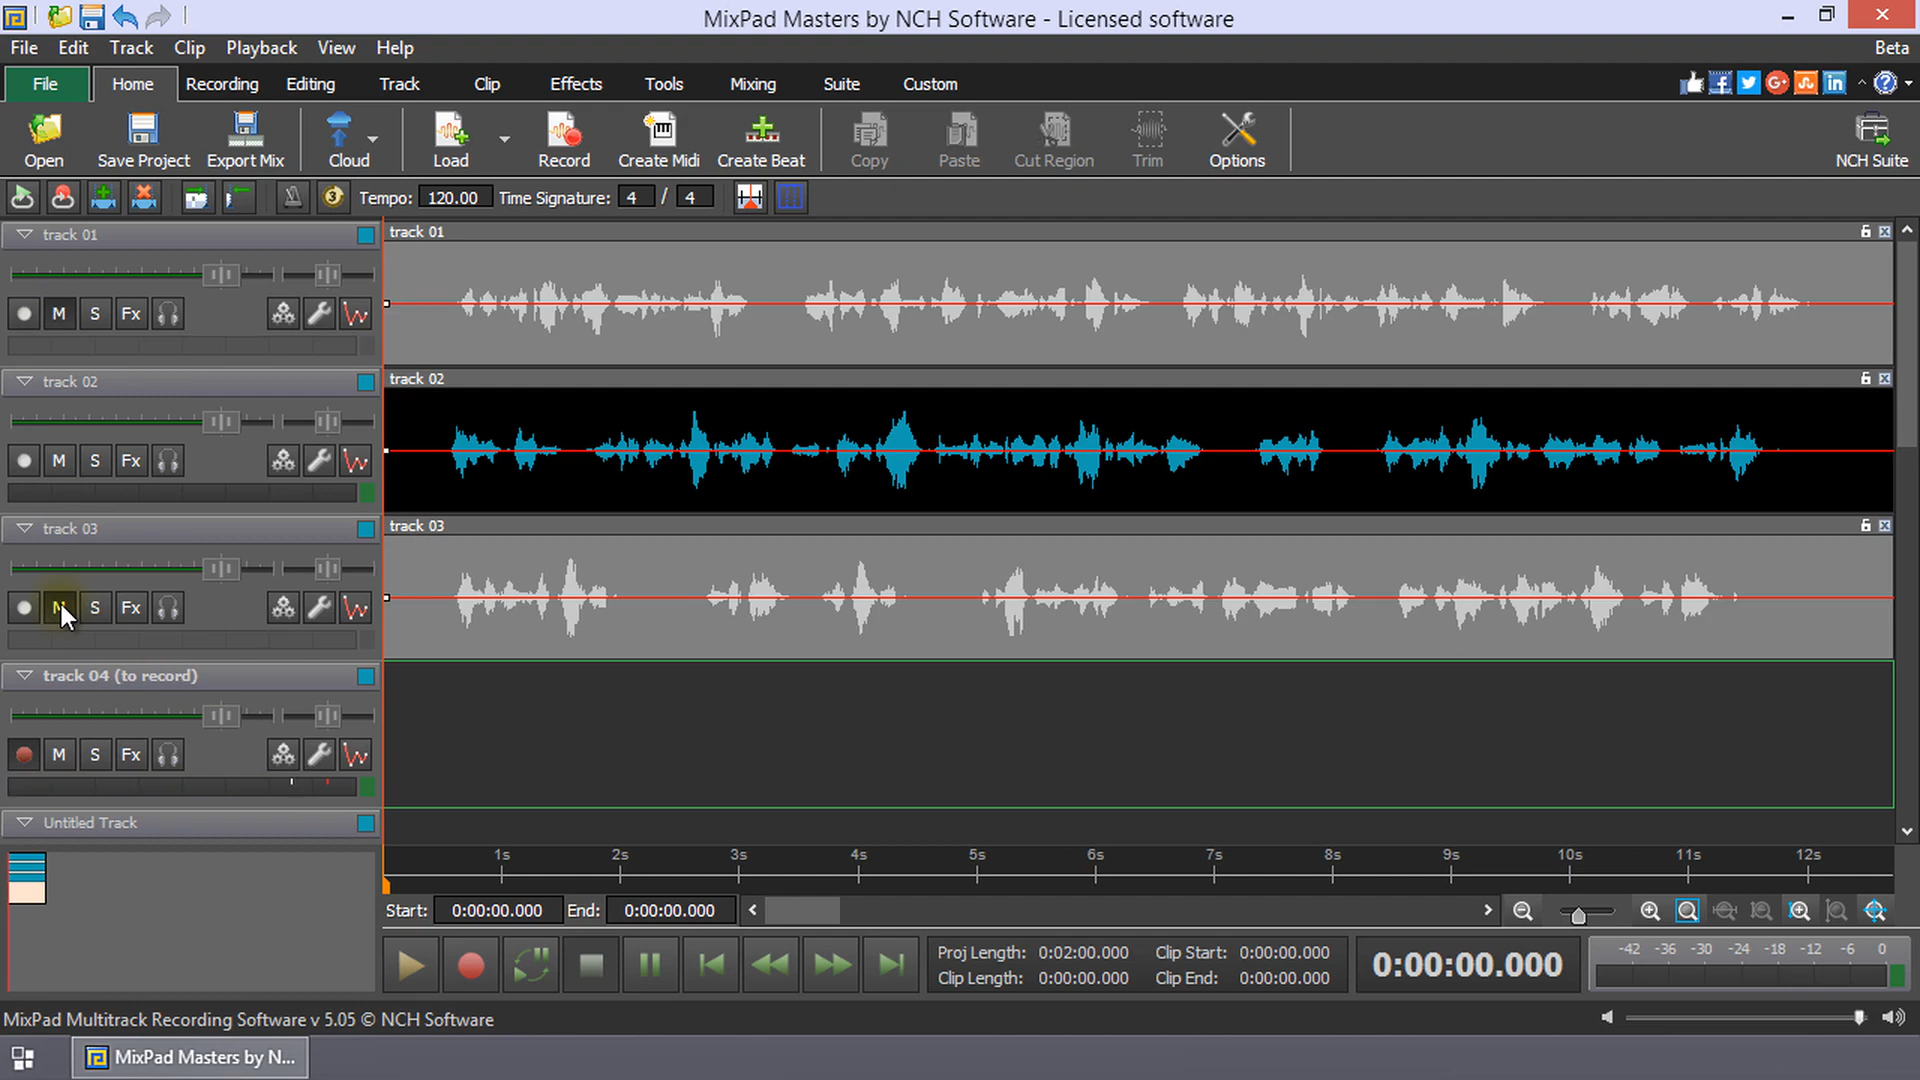 MixPad Masters by NCH Software - Licensed software
File Edit Track Clip Playback View Help Beta
File Home Recording Editing Track Clip Effects Tools Mixing Suite Custom
Open Save Project Export Mix Cloud Load Record Create Midi Create Beat Copy Paste Cut Region Trim Options NCH Suite
Tempo: 120.00 Time Signature: 4 / 4
track 01 track 01
M S Fx
track 02 track 02
M S Fx
track 03 track 03
M S Fx
track 04 (to record)
M S Fx
Untitled Track
1s 2s 3s 4s 5s 6s 7s 8s 9s 10s 11s 12s
Start: 0:00:00.000 End: 0:00:00.000
Proj Length: 0:02:00.000 Clip Start: 0:00:00.000
Clip Length: 0:00:00.000 Clip End: 0:00:00.000
0:00:00.000
-42 -36 -30 -24 -18 -12 -6 0
MixPad Multitrack Recording Software v 5.05 © NCH Software
MixPad Masters by N...